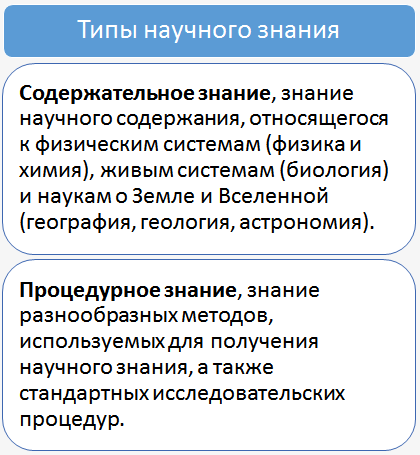 Типы научного знания
Содержательное знание, знание
научного содержания, относящегося
к физическим системам (физика и
химия), живым системам (биология)
и наукам о Земле и Вселенной
(география, геология, астрономия).
Процедурное знание, знание
разнообразных методов,
используемых для получения
научного знания, а также
стандартных исследовательских
процедур.